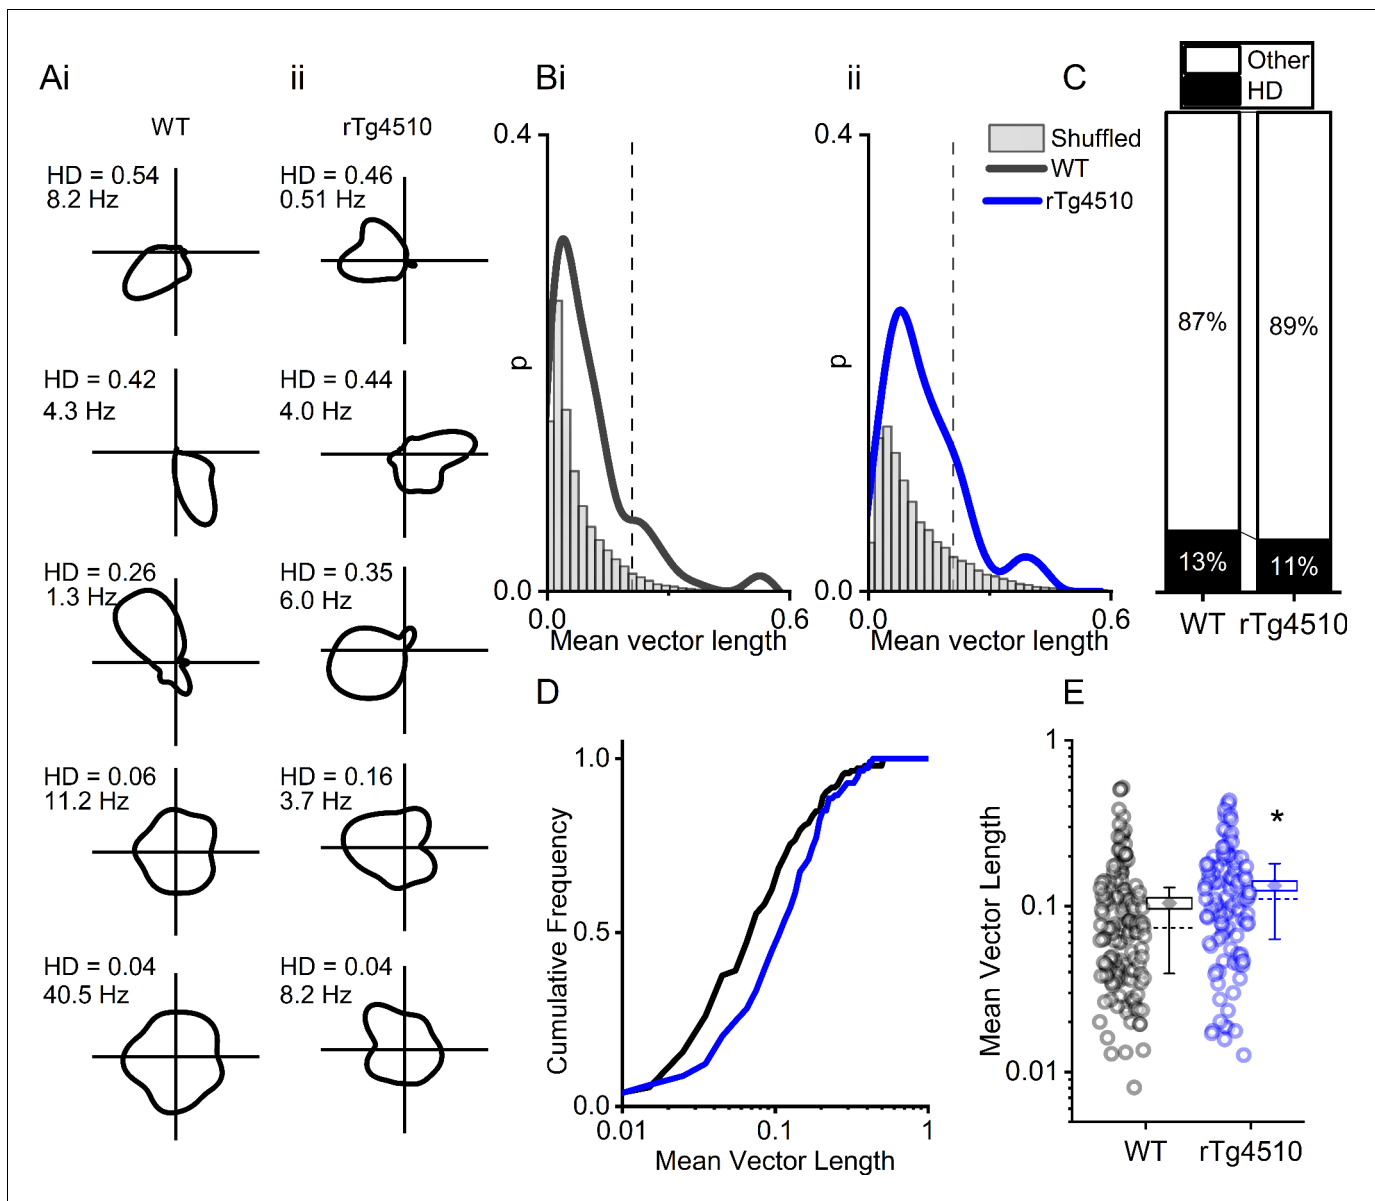 Ai
ii
Bi
ii
C
WT
rTg4510
HD = 0.54
8.2 Hz
HD = 0.46
0.51 Hz
HD = 0.42
4.3 Hz
HD = 0.44
4.0 Hz
HD = 0.26
1.3 Hz
HD = 0.35
6.0 Hz
HD = 0.06
11.2 Hz
HD = 0.16
3.7 Hz
HD = 0.04
40.5 Hz
HD = 0.04
8.2 Hz
0.4
p
0.0
0.0
0.6
Mean vector length
0.4
p
0.0
0.0
0.6
Mean vector length
Shuffled
WT
rTg4510
Other
HD
87%
89%
13%
11%
WT
rTg4510
D
Cumulative Frequency
1.0
0.5
0.0
0.01
0.1
1
Mean Vector Length
E
Mean Vector Length
1
0.1
0.01
*
WT
rTg4510